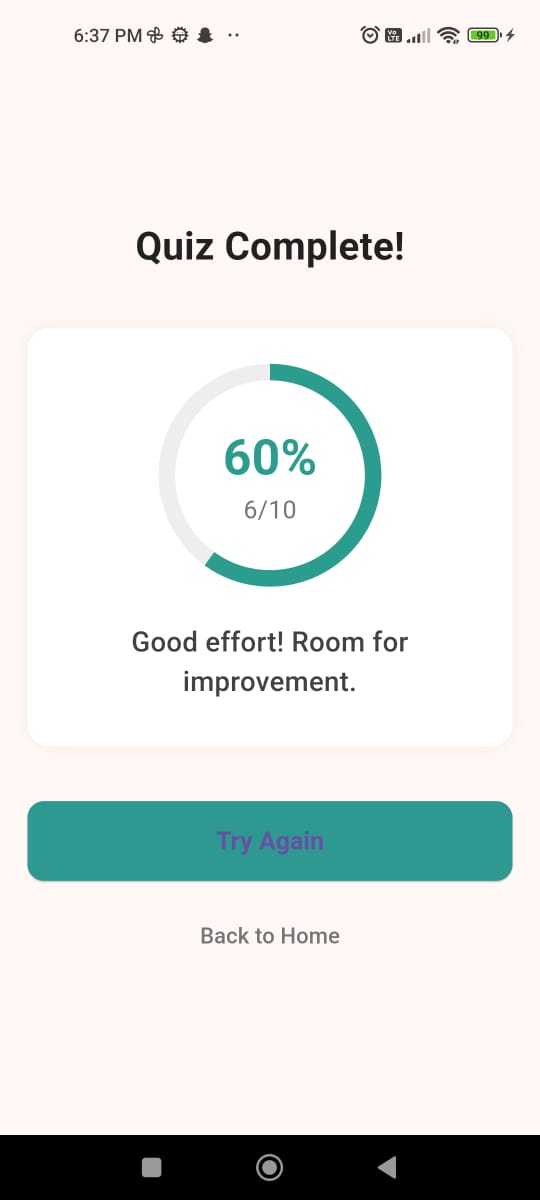 6:37 PM
Vo
LTE
99
Quiz Complete!
60%
6/10
Good effort! Room for
improvement.
Try Again
Back to Home